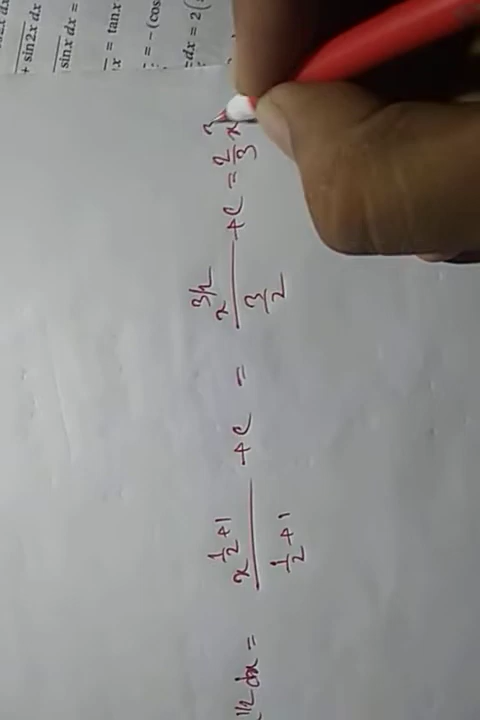 + sin2x dx
sinx dx =
= tanx
= -(cos
dx = 2(
1/2 dx = x^(1/2 + 1) / (1/2 + 1) + c = x^(3/2) / (3/2) + c = 2/3 x^3